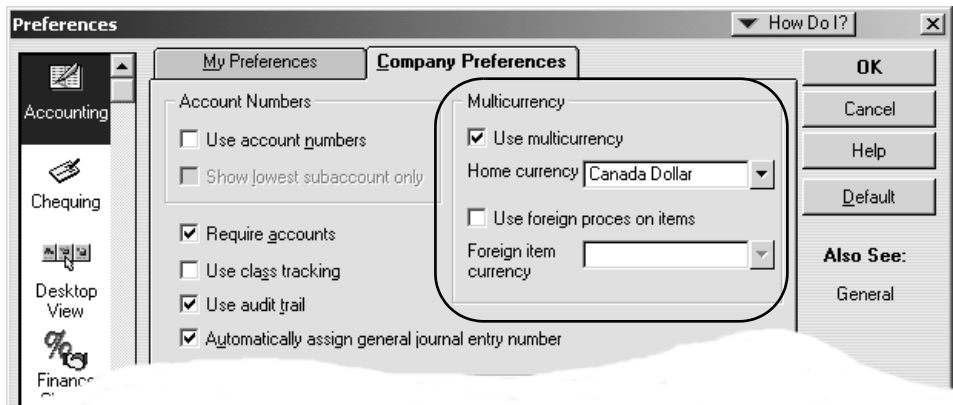 Preferences
How Do I?
Accounting
Chequing
Desktop
View
Finance
My Preferences
Company Preferences
Account Numbers
Use account numbers
Show lowest subaccount only
Require accounts
Use class tracking
Use audit trail
Automatically assign general journal entry number
Multicurrency
Use multicurrency
Home currency Canada Dollar
Use foreign proces on items
Foreign item
currency
OK
Cancel
Help
Default
Also See:
General